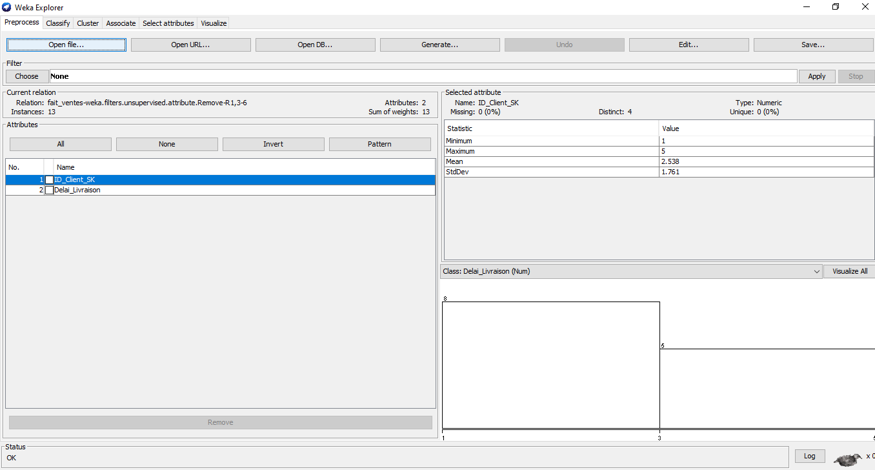 Weka Explorer
Preprocess Classify Cluster Associate Select attributes Visualize
Open file... Open URL... Open DB... Generate... Undo Edit... Save...
Filter
Choose None Apply Stop
Current relation
Relation: fait_ventes-weka.filters.unsupervised.attribute.Remove-R1,3-6 Attributes: 2
Instances: 13 Sum of weights: 13
Attributes
All None Invert Pattern
No. Name
1 ID_Client_SK
2 Delai_Livraison
Remove
Selected attribute
Name: ID_Client_SK Type: Numeric
Missing: 0 (0%) Distinct: 4 Unique: 0 (0%)
Statistic Value
Minimum 1
Maximum 5
Mean 2.538
StdDev 1.761
Class: Delai_Livraison (Num) Visualize All
8
1 3
Status
OK
Log x 0